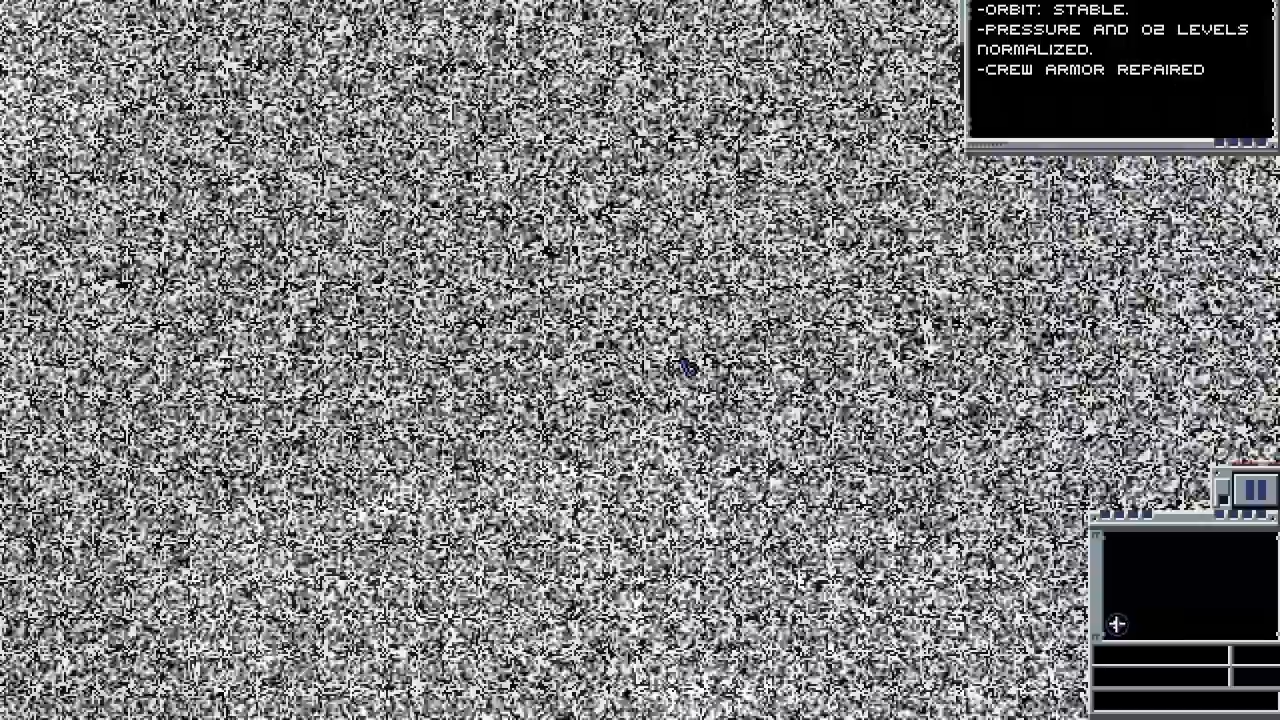 -ORBIT: STABLE.
-PRESSURE AND O2 LEVELS
NORMALIZED.
-CREW ARMOR REPAIRED